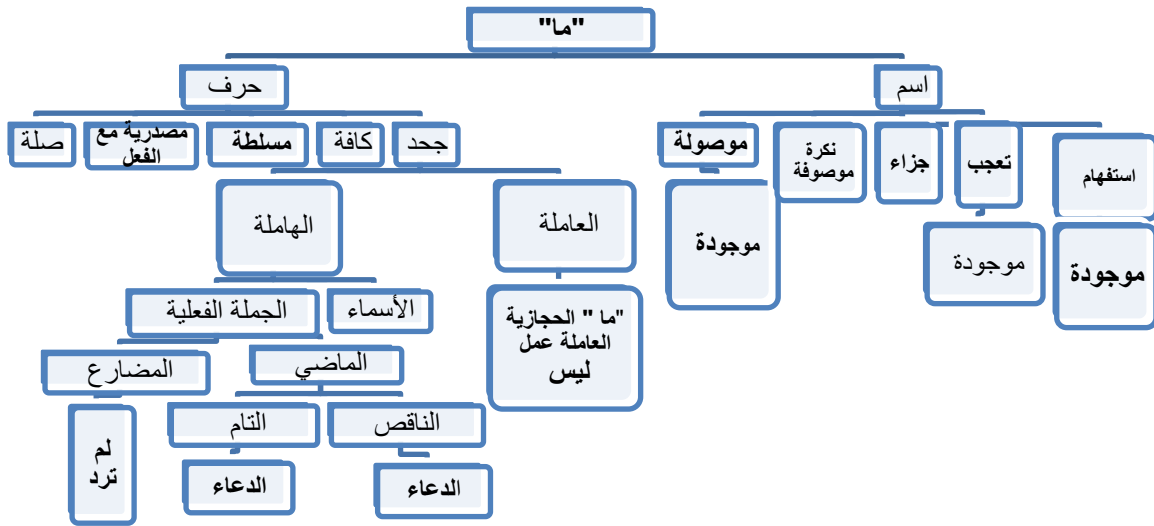 "ما"
اسم
حرف
استفهام
تعجب
جزاء
نكرة
موصوفة
موصولة
جحد
كافة
مسلطة
مصدرية مع
الفعل
صلة
موجودة
موجودة
موجودة
العاملة
الهاملة
"ما " الحجازية
العاملة عمل
ليس
الأسماء
الجملة الفعلية
الماضي
المضارع
الناقص
التام
لم
ترد
الدعاء
الدعاء